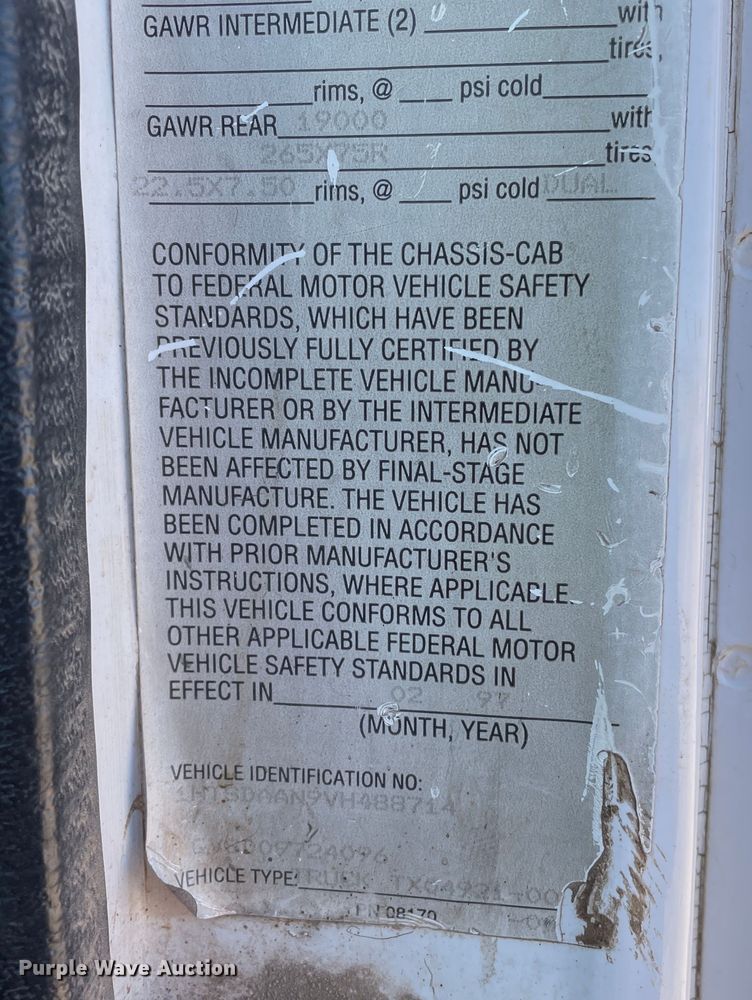 GAWR INTERMEDIATE (2) with
tires,
rims, @ psi cold
GAWR REAR 19000 with
265X75R tires
22.5X7.50 rims, @ psi cold DUAL
CONFORMITY OF THE CHASSIS-CAB
TO FEDERAL MOTOR VEHICLE SAFETY
STANDARDS, WHICH HAVE BEEN
PREVIOUSLY FULLY CERTIFIED BY
THE INCOMPLETE VEHICLE MANU-
FACTURER OR BY THE INTERMEDIATE
VEHICLE MANUFACTURER, HAS NOT
BEEN AFFECTED BY FINAL-STAGE
MANUFACTURE. THE VEHICLE HAS
BEEN COMPLETED IN ACCORDANCE
WITH PRIOR MANUFACTURER'S
INSTRUCTIONS, WHERE APPLICABLE.
THIS VEHICLE CONFORMS TO ALL
OTHER APPLICABLE FEDERAL MOTOR
VEHICLE SAFETY STANDARDS IN
EFFECT IN 02 97
(MONTH, YEAR)
VEHICLE IDENTIFICATION NO:
1HTSDAAN9VH488714
VEHICLE TYPE: TRUCK
PN 08170
Purple Wave Auction